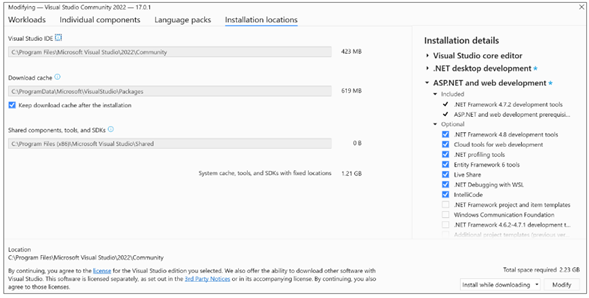 Modifying — Visual Studio Community 2022 — 17.0.1
Workloads Individual components Language packs Installation locations
Visual Studio IDE
C:\Program Files\Microsoft Visual Studio\2022\Community 423 MB
Download cache
C:\ProgramData\Microsoft\VisualStudio\Packages 619 MB
Keep download cache after the installation
Shared components, tools, and SDKs
C:\Program Files (x86)\Microsoft Visual Studio\Shared 0 B
System cache, tools, and SDKs with fixed locations 1.21 GB
Installation details
Visual Studio core editor
.NET desktop development
ASP.NET and web development
Included
.NET Framework 4.7.2 development tools
ASP.NET and web development prerequisi...
Optional
.NET Framework 4.8 development tools
Cloud tools for web development
.NET profiling tools
Entity Framework 6 tools
Live Share
.NET Debugging with WSL
IntelliCode
.NET Framework project and item templates
Windows Communication Foundation
.NET Framework 4.6.2-4.7.1 development t...
Additional project templates (previous ver...
Location
C:\Program Files\Microsoft Visual Studio\2022\Community
By continuing, you agree to the license for the Visual Studio edition you selected. We also offer the ability to download other software with
Visual Studio. This software is licensed separately, as set out in the 3rd Party Notices or in its accompanying license. By continuing, you also
agree to those licenses.
Total space required 2.23 GB
Install while downloading Modify